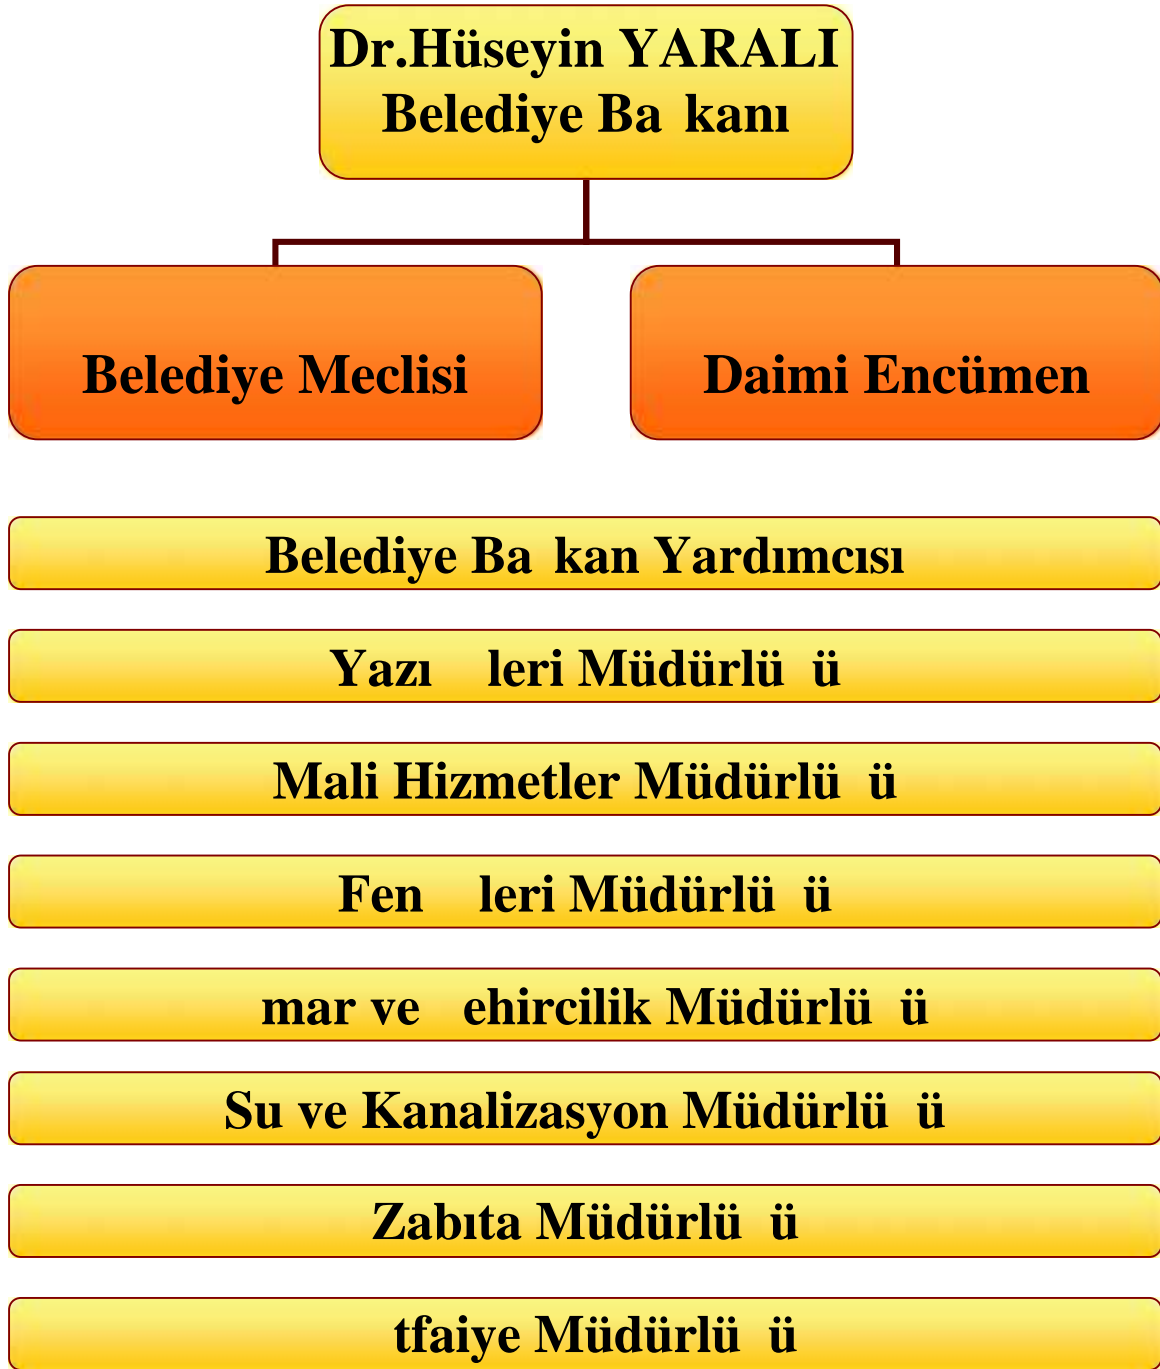 Dr.Hüseyin YARALI
Belediye Ba kanı
Belediye Meclisi
Daimi Encümen
Belediye Ba kan Yardımcısı
Yazı leri Müdürlü ü
Mali Hizmetler Müdürlü ü
Fen leri Müdürlü ü
mar ve ehircilik Müdürlü ü
Su ve Kanalizasyon Müdürlü ü
Zabıta Müdürlü ü
tfaiye Müdürlü ü